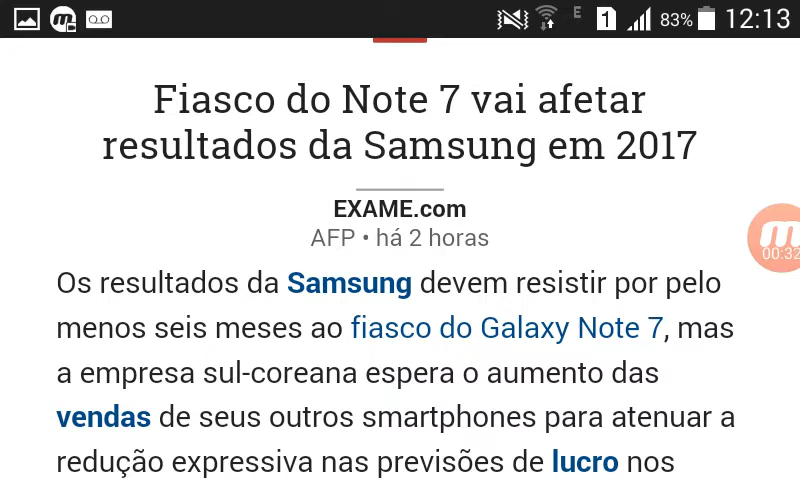 E 1 83% 12:13
Fiasco do Note 7 vai afetar
resultados da Samsung em 2017
EXAME.com
AFP • há 2 horas
00:32
Os resultados da Samsung devem resistir por pelo
menos seis meses ao fiasco do Galaxy Note 7, mas
a empresa sul-coreana espera o aumento das
vendas de seus outros smartphones para atenuar a
redução expressiva nas previsões de lucro nos